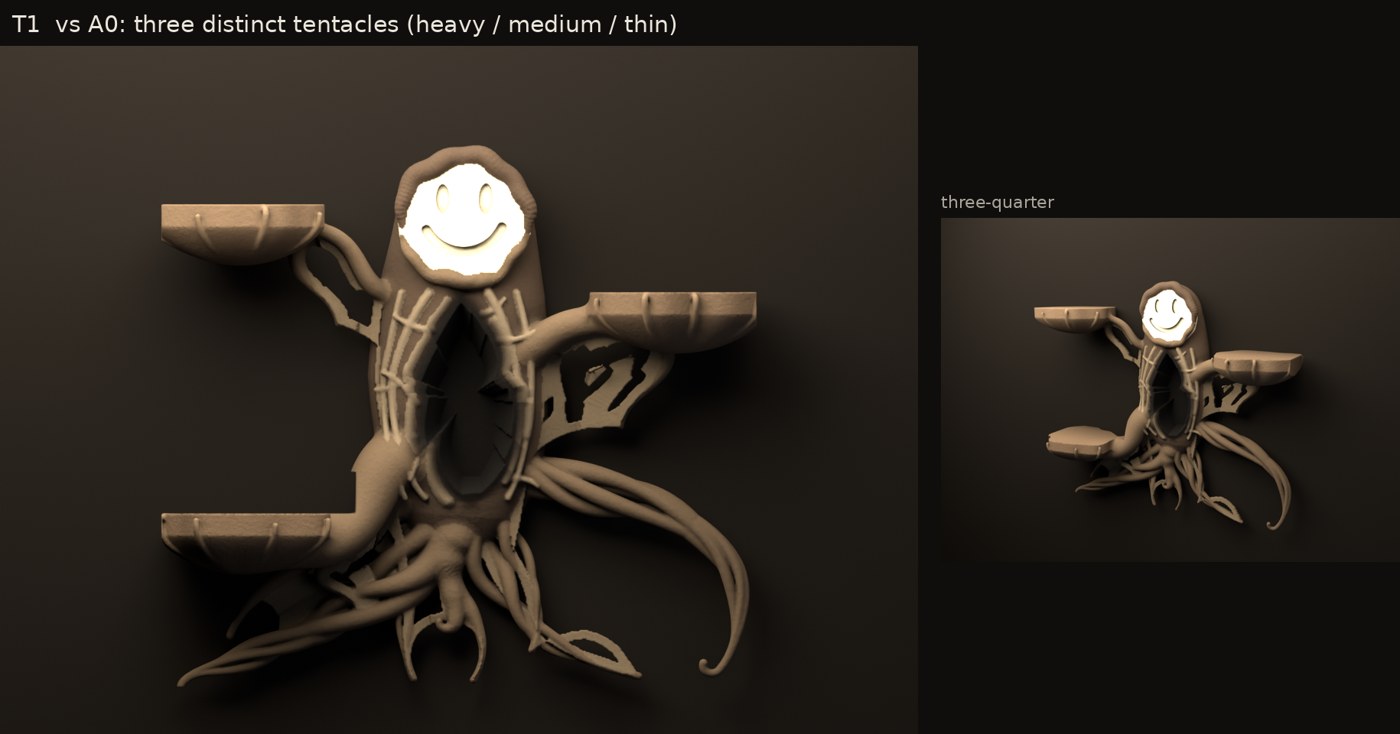 T1 vs A0: three distinct tentacles (heavy / medium / thin)
three-quarter